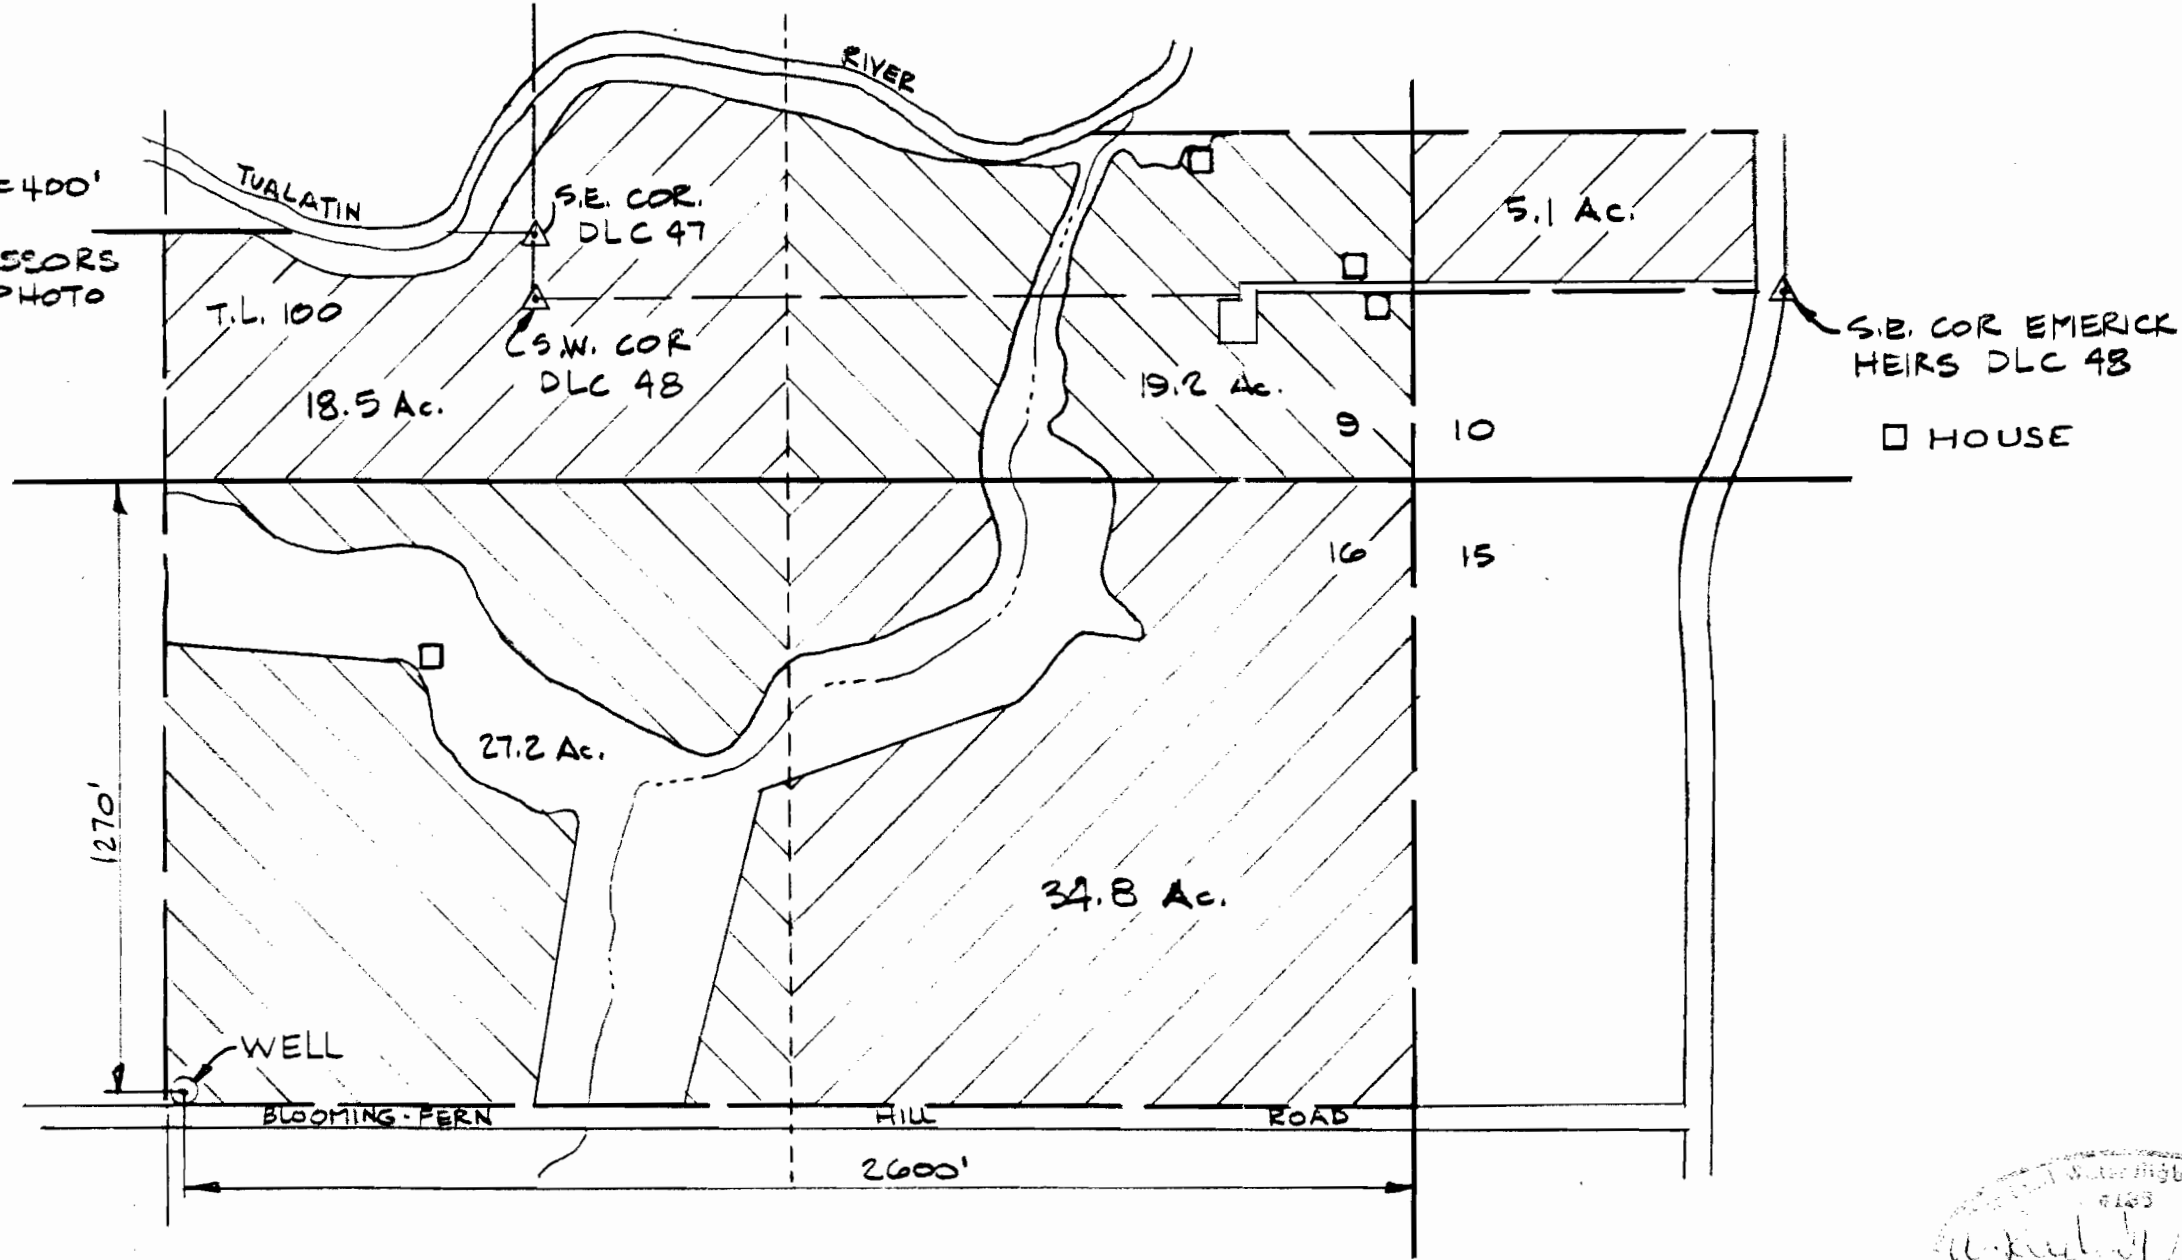 RIVER
TUALATIN
=400'
S.E. COR.
DLC 47
5.1 Ac.
SSORS
PHOTO
T.L. 100
S.W. COR
DLC 48
S.E. COR EMERICK
HEIRS DLC 48
18.5 Ac.
19.2 Ac.
9 10
□ HOUSE
16 15
27.2 Ac.
1270'
34.8 Ac.
WELL
BLOOMING-FERN HILL ROAD
2600'